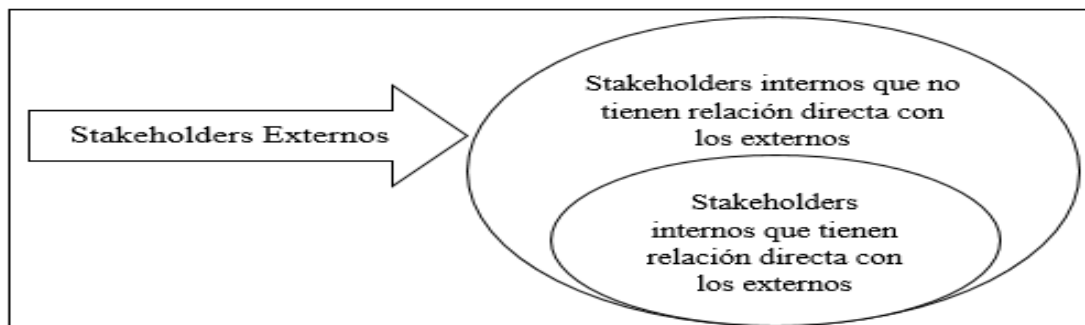 Stakeholders Externos
Stakeholders internos que no
tienen relación directa con
los externos
Stakeholders
internos que tienen
relación directa con
los externos